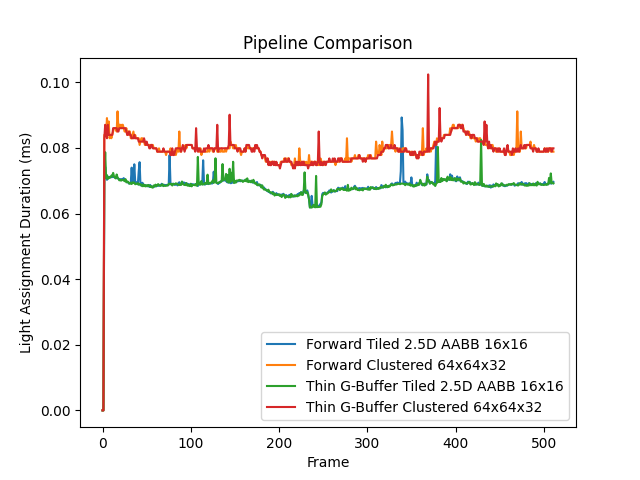 Pipeline Comparison
Light Assignment Duration (ms)
0.10
0.08
0.06
0.04
0.02
0.00
Forward Tiled 2.5D AABB 16x16
Forward Clustered 64x64x32
Thin G-Buffer Tiled 2.5D AABB 16x16
Thin G-Buffer Clustered 64x64x32
0 100 200 300 400 500
Frame